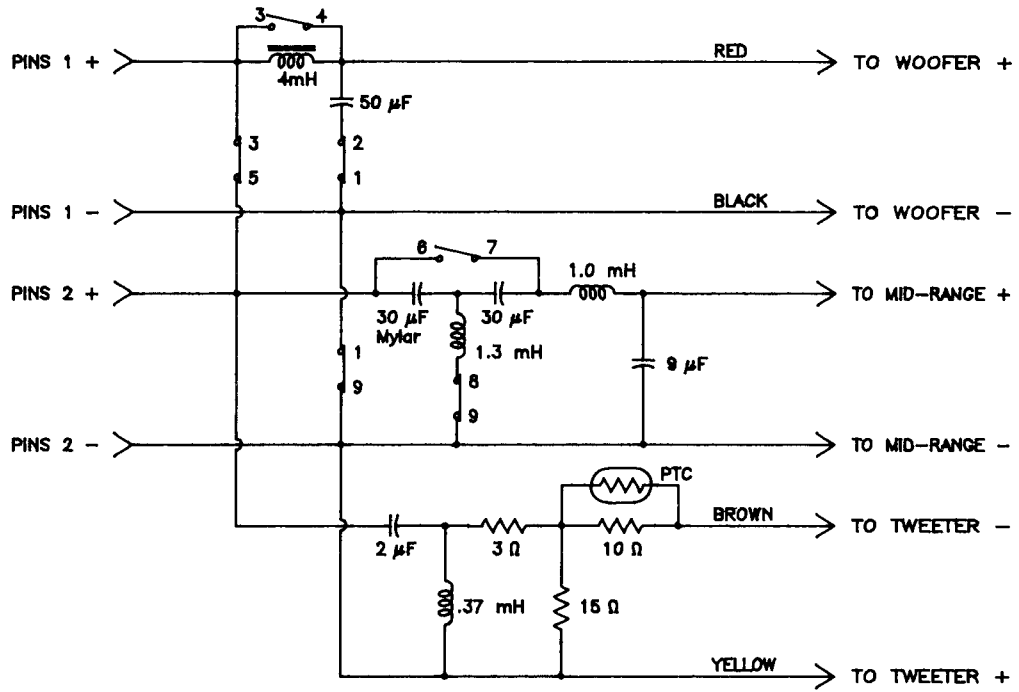 3 4
PINS 1 + RED TO WOOFER +
4mH
50 µF
3 2
5 1
PINS 1 - BLACK TO WOOFER -
6 7
1.0 mH
PINS 2 + TO MID-RANGE +
30 µF 30 µF
Mylar
1.3 mH
1 9 µF
8
9
9
PINS 2 - TO MID-RANGE -
PTC
BROWN TO TWEETER -
2 µF 3 Ω 10 Ω
.37 mH 15 Ω
YELLOW TO TWEETER +